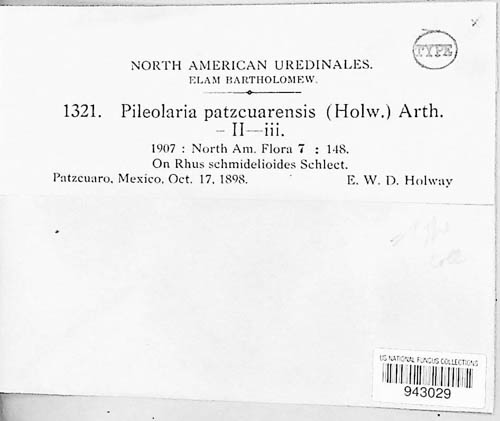 TYPE
NORTH AMERICAN UREDINALES.
ELAM BARTHOLOMEW.
1321. Pileolaria patzcuarensis (Holw.) Arth.
– II—iii.
1907 : North Am. Flora 7 : 148.
On Rhus schmidelioides Schlect.
Patzcuaro, Mexico, Oct. 17, 1898. E. W. D. Holway
US NATIONAL FUNGUS COLLECTIONS
943029